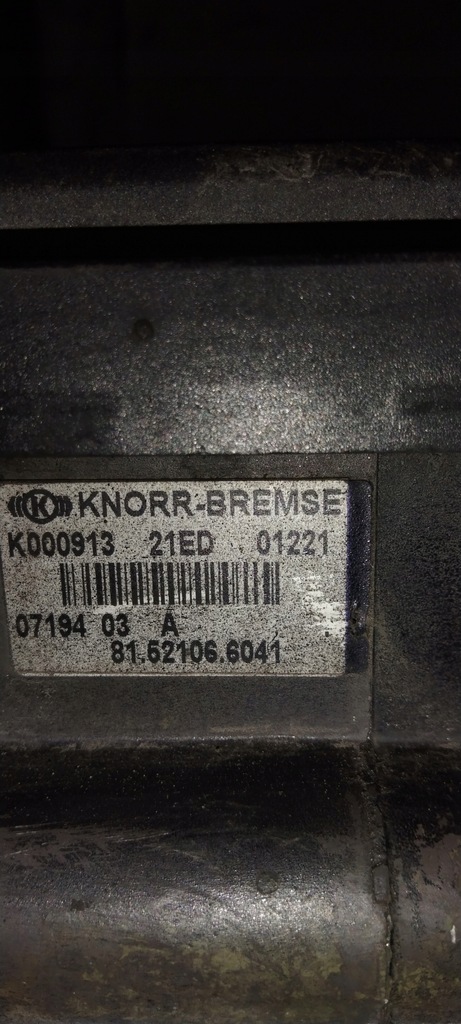 K KNORR-BREMSE
K000913 21ED 01221
07194 03 A
81.52106.6041